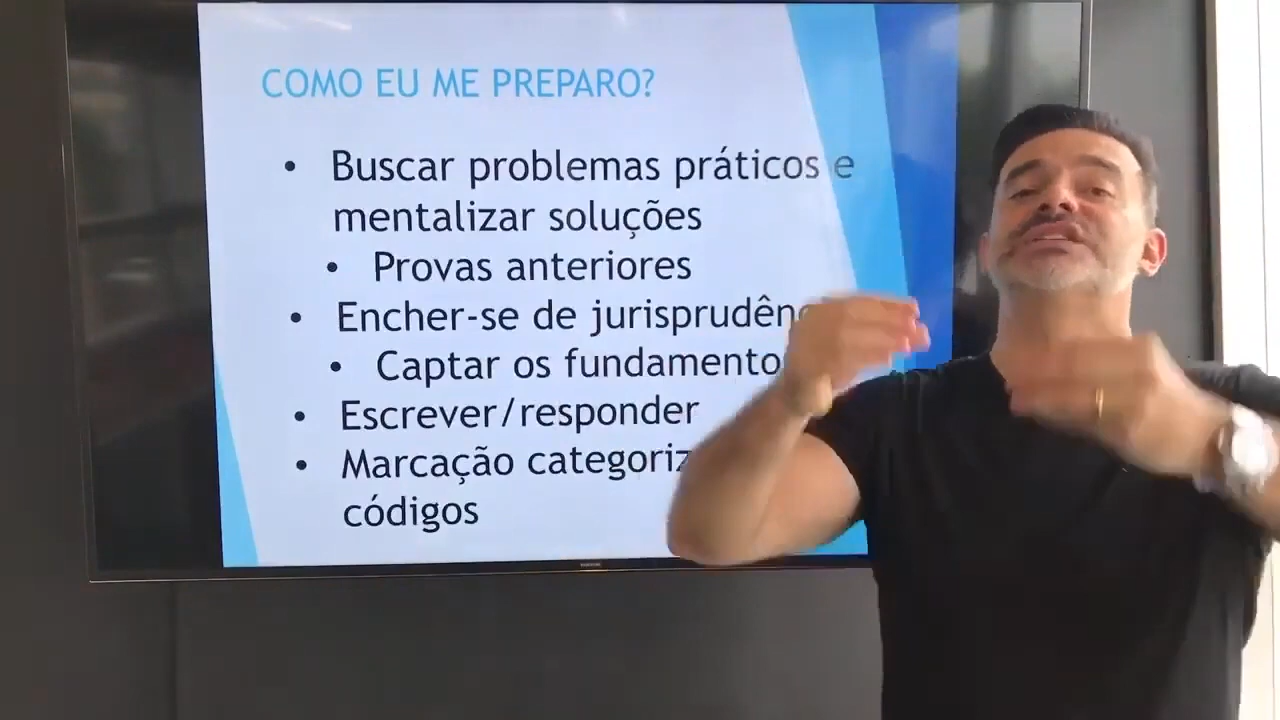 COMO EU ME PREPARO?
• Buscar problemas práticos e
mentalizar soluções
• Provas anteriores
• Encher-se de
• Captar os
• Escrever/responder
• Marcação
códigos